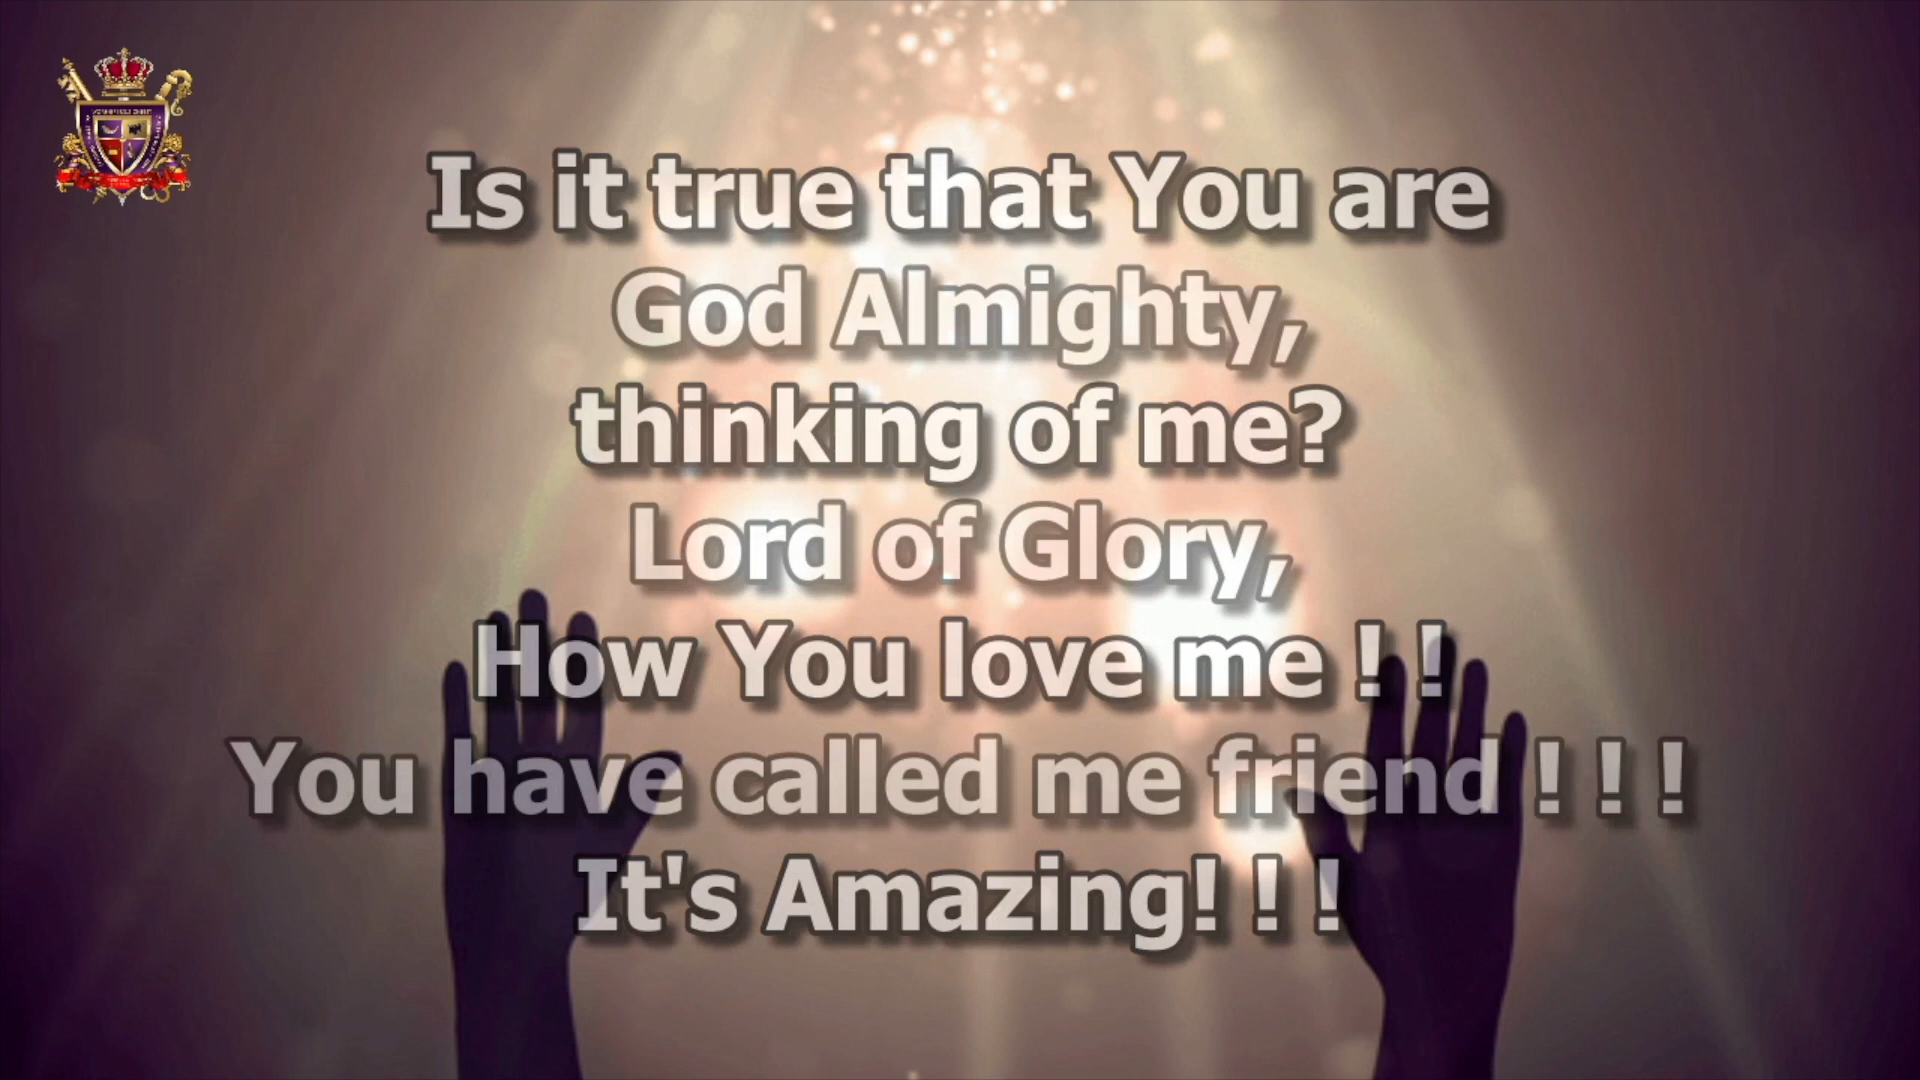 Is it true that You are
God Almighty,
thinking of me?
Lord of Glory,
How You love me ! !
You have called me friend ! ! !
It's Amazing! ! !